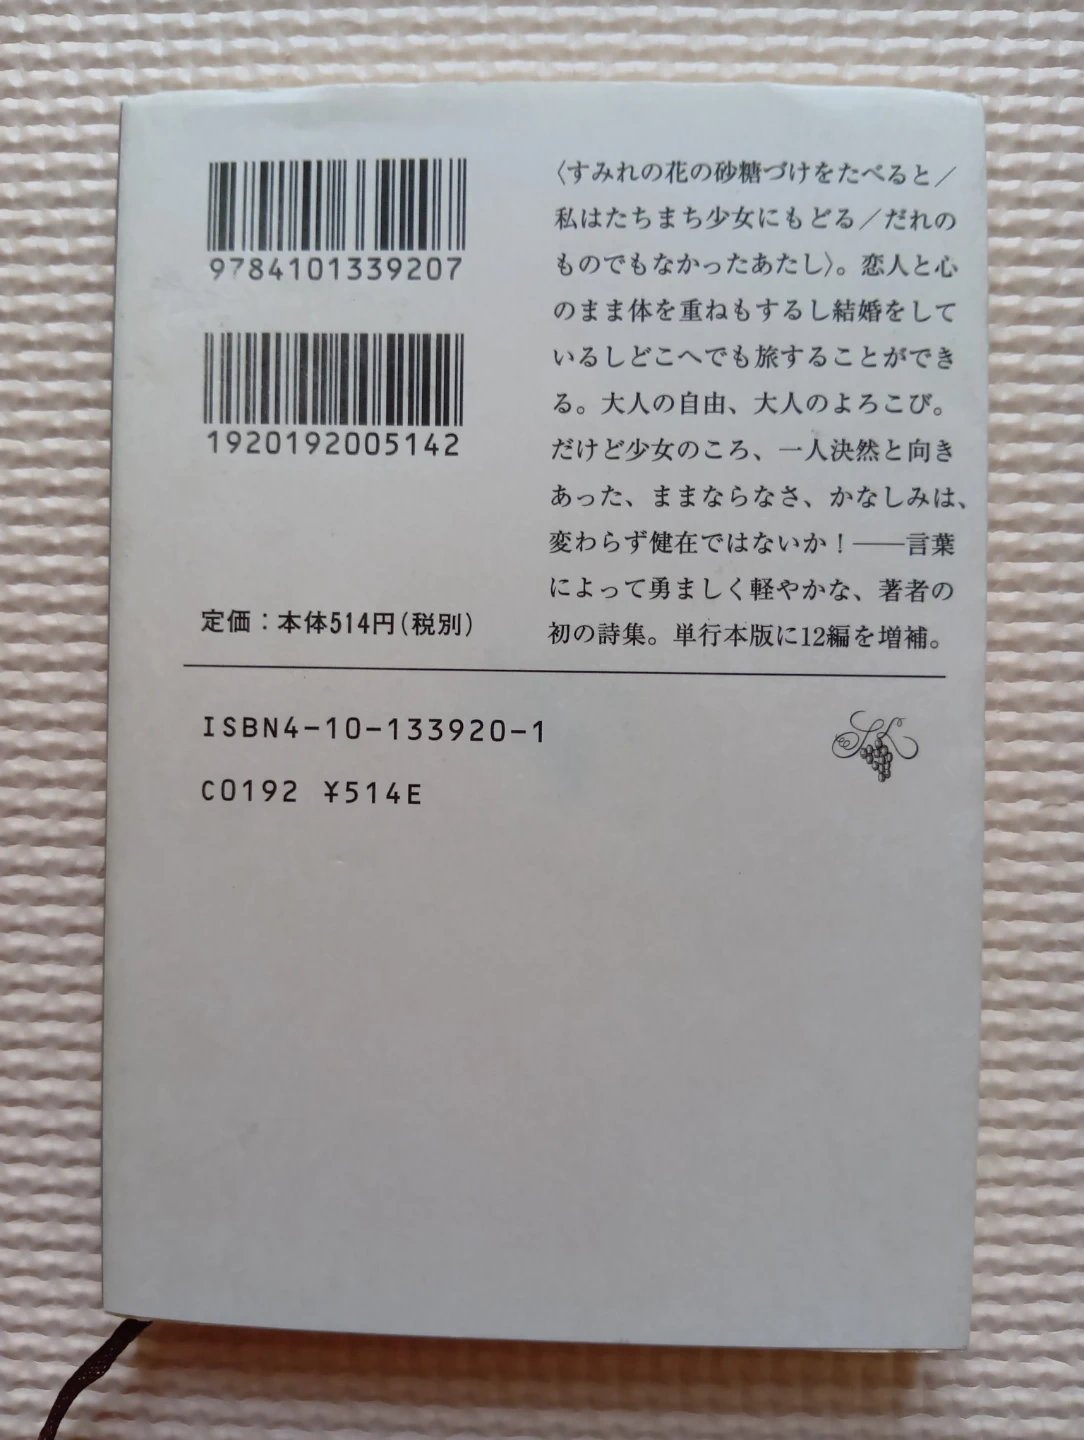 9784101339207
1920192005142
定価：本体514円（税別）
〈すみれの花の砂糖づけをたべると／
私はたちまち少女にもどる／だれの
ものでもなかったあたし〉。恋人と心
のまま体を重ねもするし結婚をして
いるしどこへでも旅することができ
る。大人の自由、大人のよろこび。
だけど少女のころ、一人決然と向き
あった、ままならなさ、かなしみは、
変わらず健在ではないか！――言葉
によって勇ましく軽やかな、著者の
初の詩集。単行本版に12編を増補。
ISBN4-10-133920-1
C0192 ¥514E